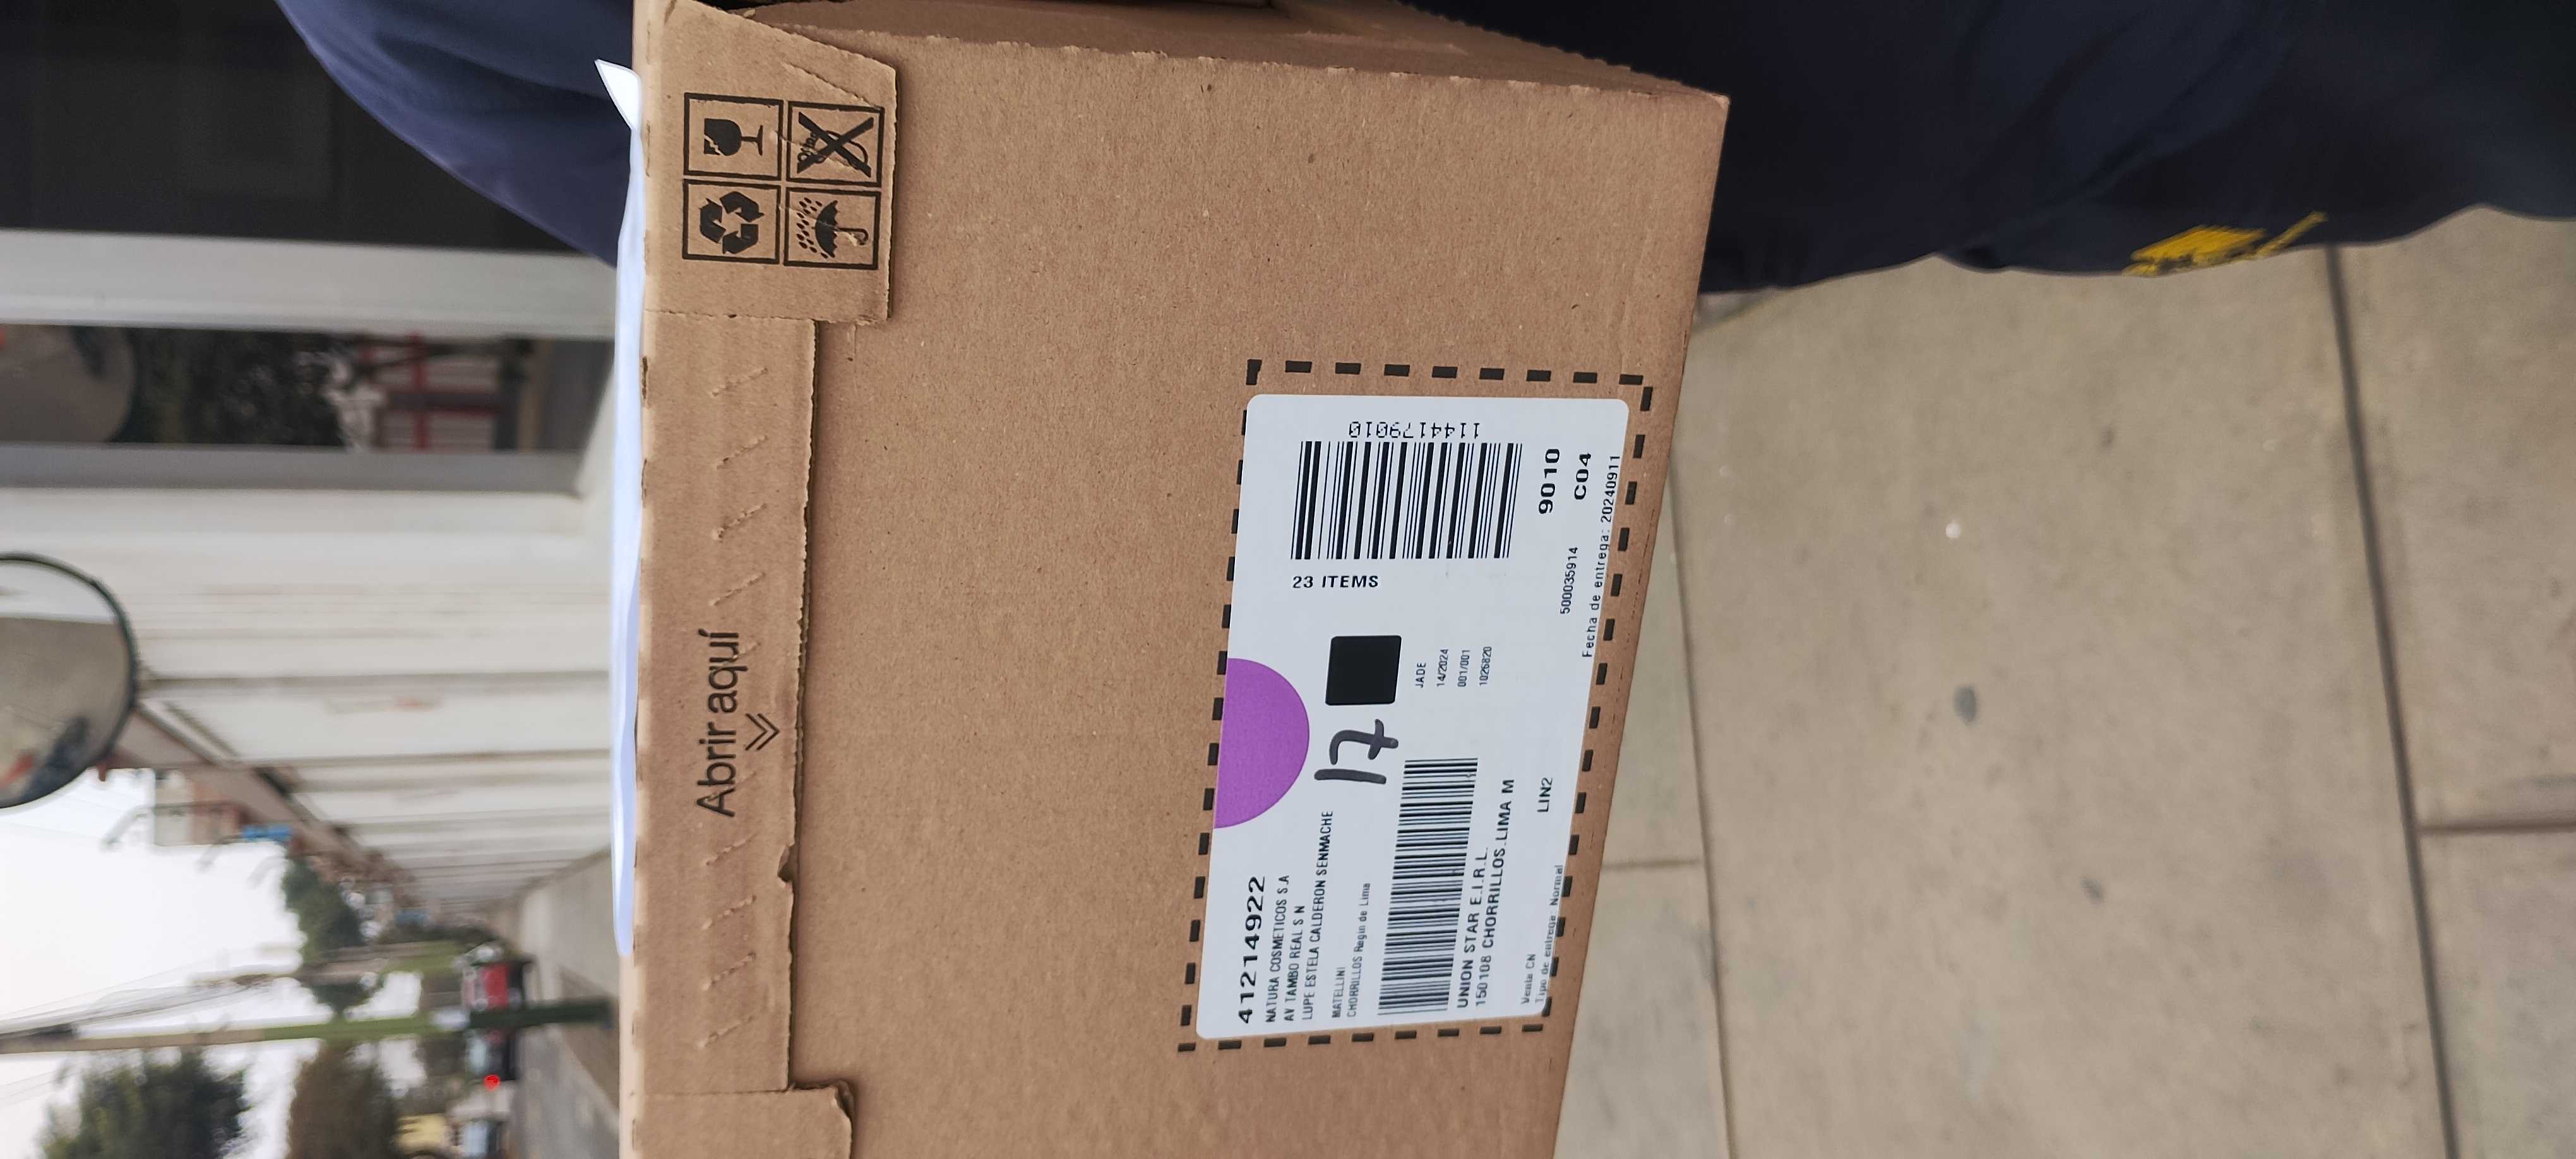 Abrir aquí
412149922
NATURA COSMETICOS S.A
AV TAMBO REAL S N
LUPE ESTELA CALDERON SENMACHE
MATELLINI
CHORRILLOS Regin de Lima
17
23 ITEMS
1144179010
JADE
14/2024
001/001
1026820
UNION STAR E.I.R.L.
150108 CHORRILLOS.LIMA M
9010
C04
Venta CN
LIN2
500035914
Tipo de entrega: Normal
Fecha de entrega: 20240911